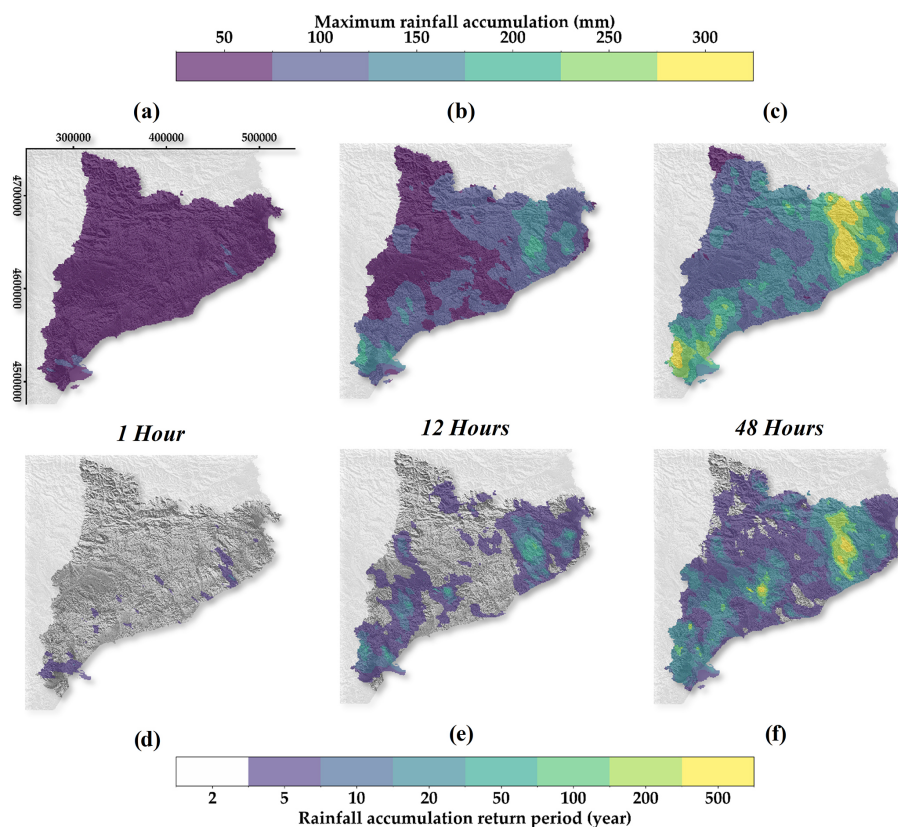 Maximum rainfall accumulation (mm)
50 100 150 200 250 300
(a) (b) (c)
300000 400000 500000
4700000
4600000
4500000
1 Hour 12 Hours 48 Hours
(d) (e) (f)
2 5 10 20 50 100 200 500
Rainfall accumulation return period (year)